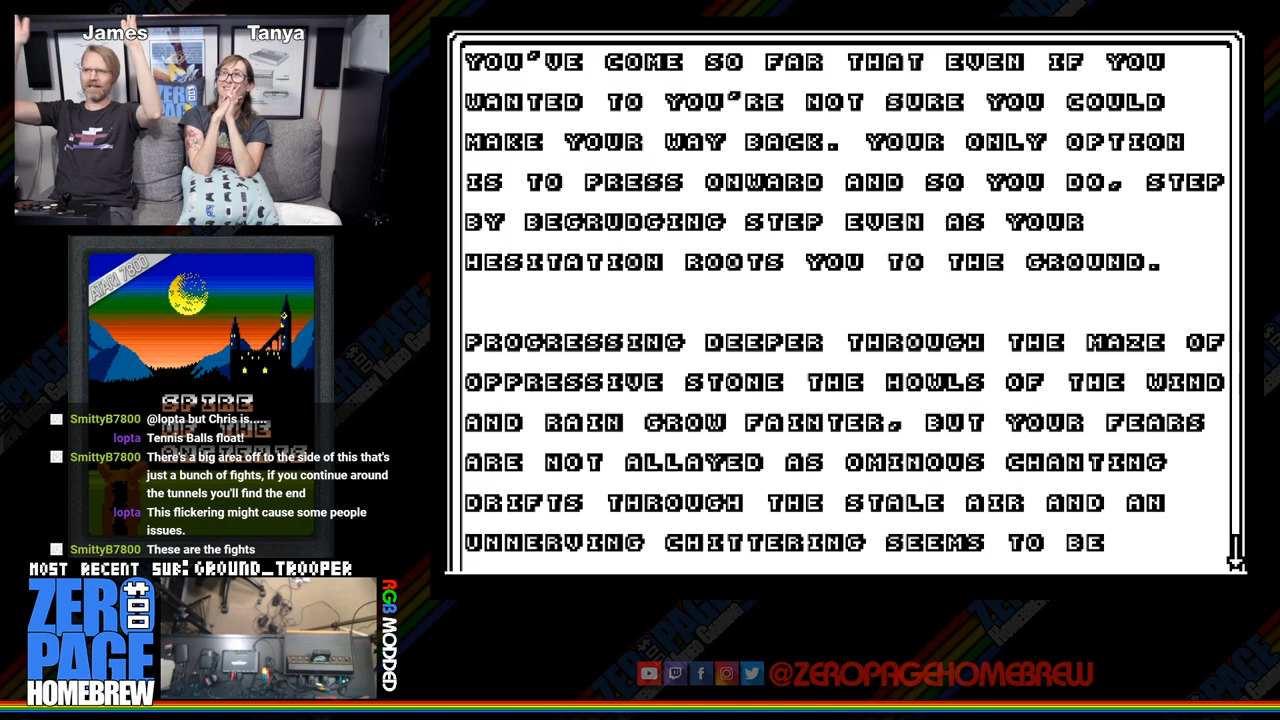 James
Tanya
YOU'VE COME SO FAR THAT EVEN IF YOU
WANTED TO YOU'RE NOT SURE YOU COULD
MAKE YOUR WAY BACK. YOUR ONLY OPTION
IS TO PRESS ONWARD AND SO YOU DO, STEP
BY BEGRUDGING STEP EVEN AS YOUR
HESITATION ROOTS YOU TO THE GROUND.
PROGRESSING DEEPER THROUGH THE MAZE OF
OPPRESSIVE STONE THE HOWLS OF THE WIND
AND RAIN GROW FAINTER, BUT YOUR FEARS
ARE NOT ALLAYED AS OMINOUS CHANTING
DRIFTS THROUGH THE STALE AIR AND AN
UNNERVING CHITTERING SEEMS TO BE
ATARI 7800
SPIRE
OF THE
ANCIENTS
SmittyB7800 @lopta but Chris is.....
lopta Tennis Balls float!
SmittyB7800 There's a big area off to the side of this that's
just a bunch of fights, if you continue around
the tunnels you'll find the end
lopta This flickering might cause some people
issues.
SmittyB7800 These are the fights
MOST RECENT SUB: GROUND_TROOPER
ZERO $00
PAGE
HOMEBREW
RGB MODDED
@ZEROPAGEHOMEBREW